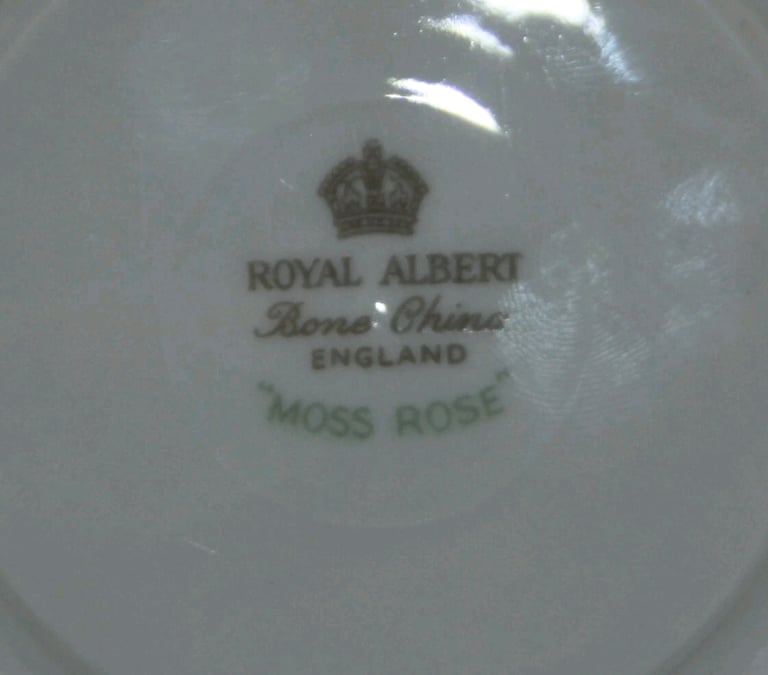 ROYAL ALBERT
Bone China
ENGLAND
"MOSS ROSE"